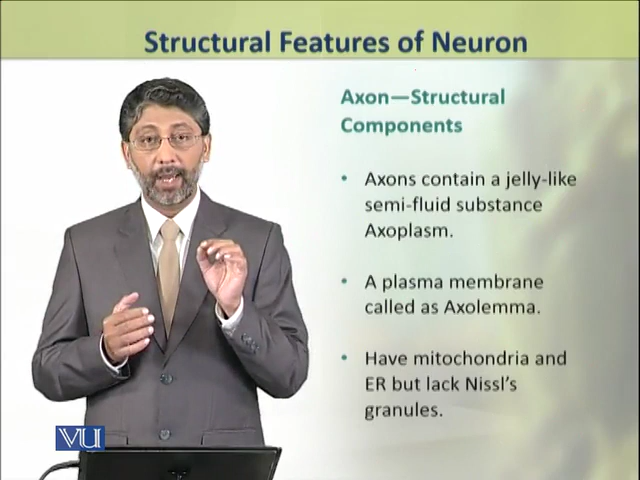 Structural Features of Neuron
Axon—Structural
Components
• Axons contain a jelly-like
semi-fluid substance
Axoplasm.
• A plasma membrane
called as Axolemma.
• Have mitochondria and
ER but lack Nissl's
granules.
VU